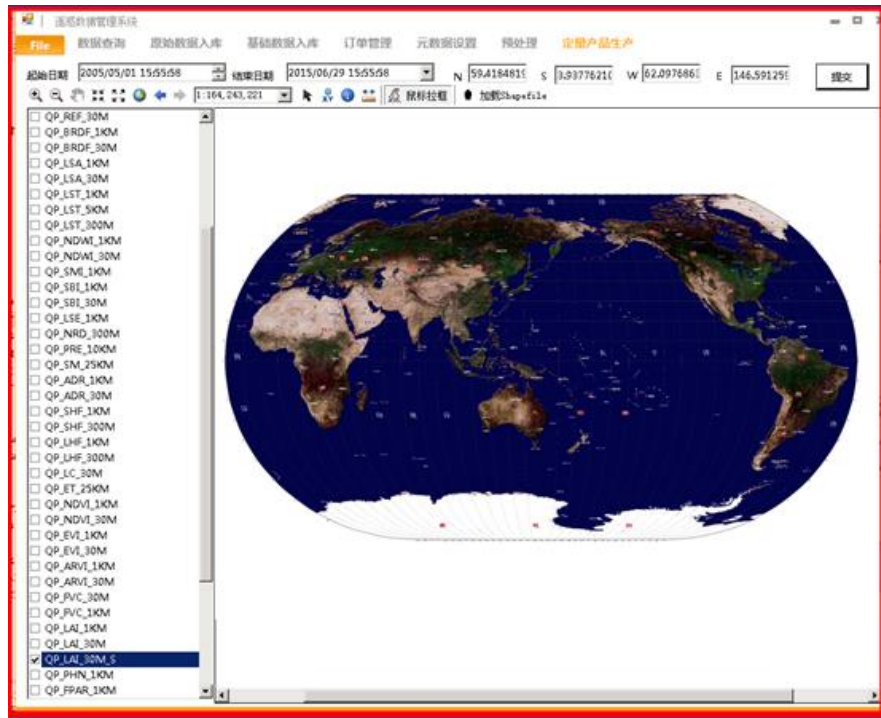 遥感数据管理系统
File 数据查询 原始数据入库 基础数据入库 订单管理 元数据设置 预处理 定量产品生产
起始日期 2005/05/01 15:55:58 结束日期 2015/06/29 15:55:58 N 59.4184819 S 3.9377621( W 62.0976863 E 146.591259 提交
1:164,243,221 鼠标拉框 加载Shapefile
QP_REF_30M
QP_BRDF_1KM
QP_BRDF_30M
QP_LSA_1KM
QP_LSA_30M
QP_LST_1KM
QP_LST_5KM
QP_LST_300M
QP_NDWI_1KM
QP_NDWI_30M
QP_SMI_1KM
QP_SBI_1KM
QP_SBI_30M
QP_LSE_1KM
QP_NRD_300M
QP_PRE_10KM
QP_SM_25KM
QP_ADR_1KM
QP_ADR_30M
QP_SHF_1KM
QP_SHF_300M
QP_LHF_1KM
QP_LHF_300M
QP_LC_30M
QP_ET_25KM
QP_NDVI_1KM
QP_NDVI_30M
QP_EVI_1KM
QP_EVI_30M
QP_ARVI_1KM
QP_ARVI_30M
QP_FVC_30M
QP_FVC_1KM
QP_LAI_1KM
QP_LAI_30M
QP_LAI_30M_S
QP_PHN_1KM
QP_FPAR_1KM